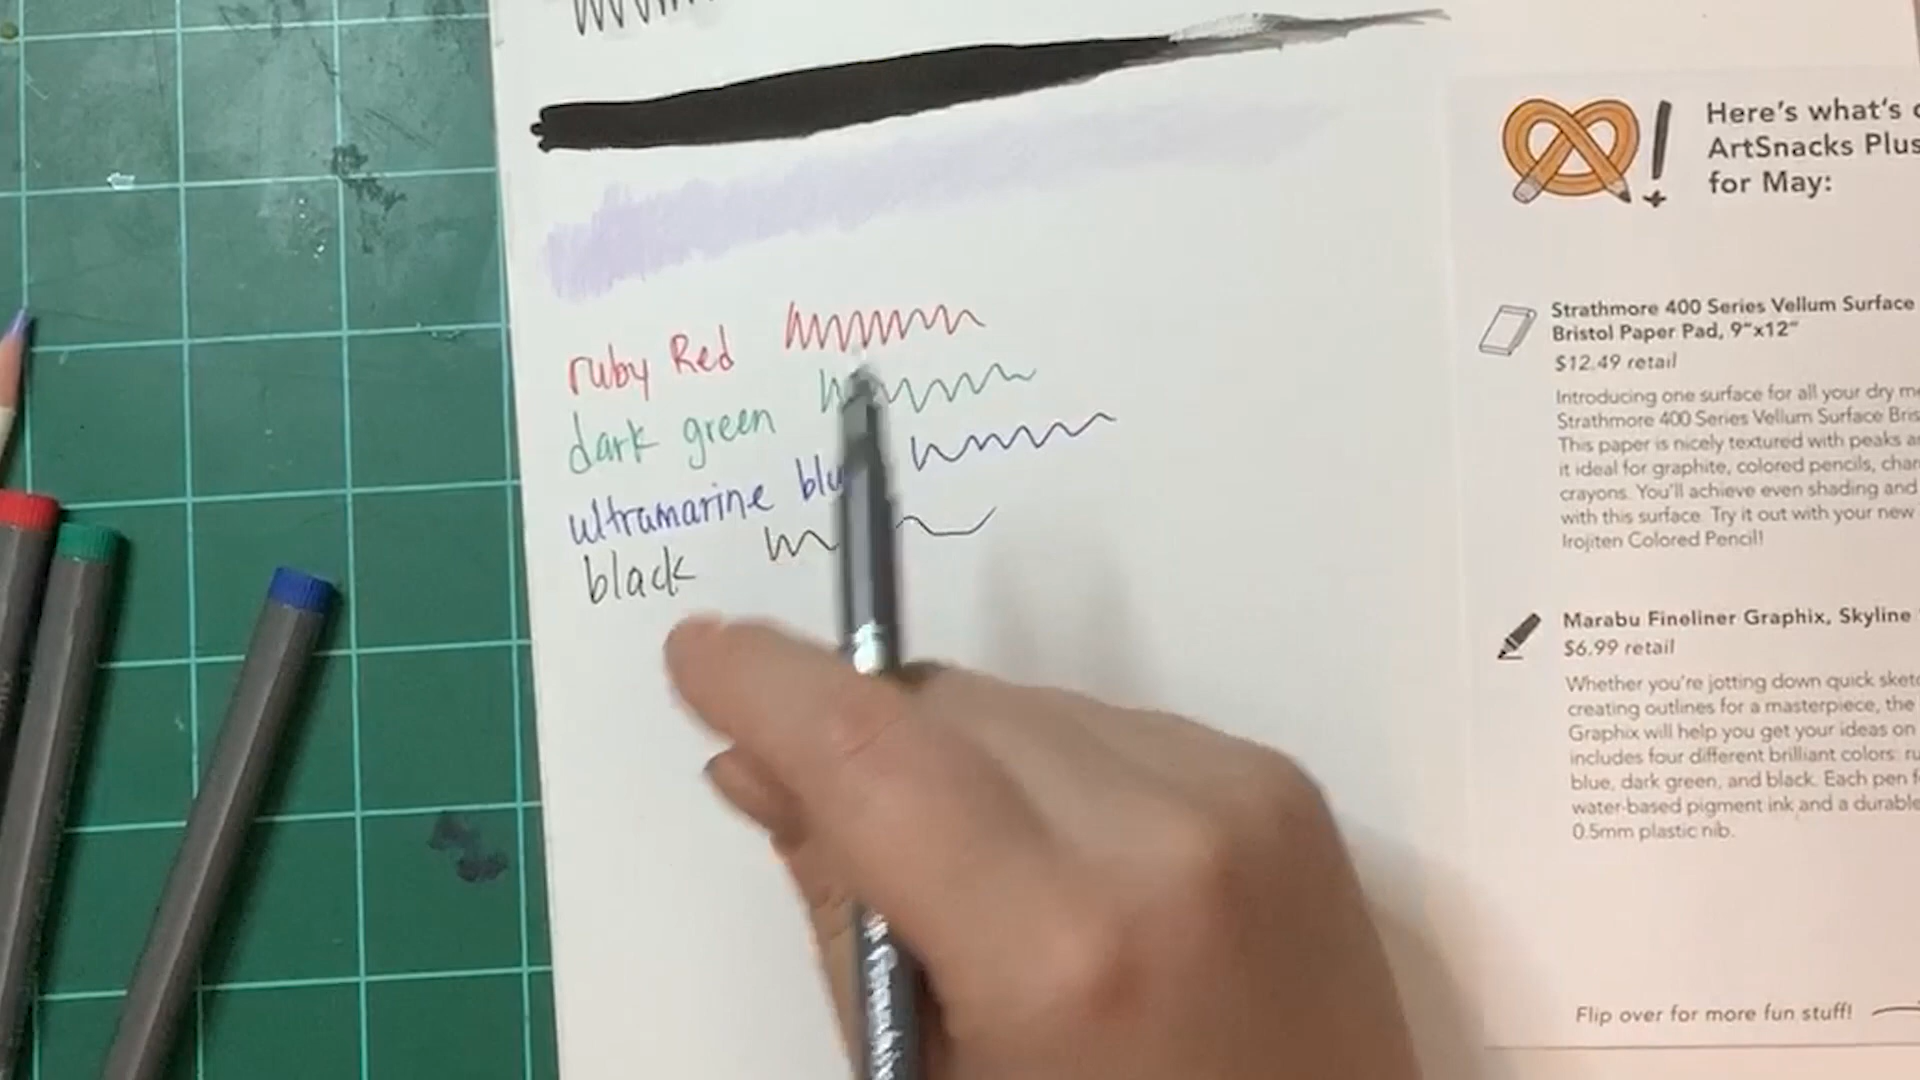 Here's what's
ArtSnacks Plus
for May:
ruby Red
dark green
ultramarine
black
Strathmore 400 Series Vellum Surface
Bristol Paper Pad, 9"x12"
$12.49 retail
Introducing one surface for all your dry
Strathmore 400 Series Vellum Surface
This paper is nicely textured with peaks
it ideal for graphite, colored pencils,
crayons. You'll achieve even shading and
with this surface. Try it out with your new
Irojiten Colored Pencil!
Marabu Fineliner Graphix, Skyline
$6.99 retail
Whether you're jotting down quick
creating outlines for a masterpiece, the
Graphix will help you get your ideas on
includes four different brilliant colors:
blue, dark green, and black. Each pen
water-based pigment ink and a durable
0.5mm plastic nib.
Flip over for more fun stuff!